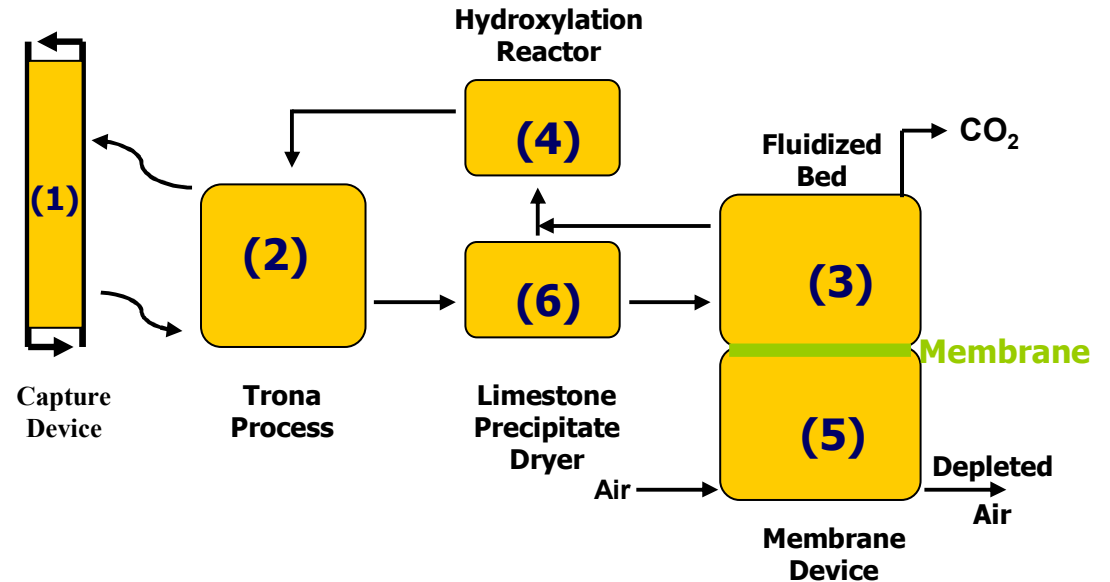 Hydroxylation
Reactor
(4)
CO₂
Fluidized
Bed
(1)
(2)
(6)
(3)
Membrane
Capture
Device
Trona
Process
Limestone
Precipitate
Dryer
(5)
Air
Depleted
Air
Membrane
Device